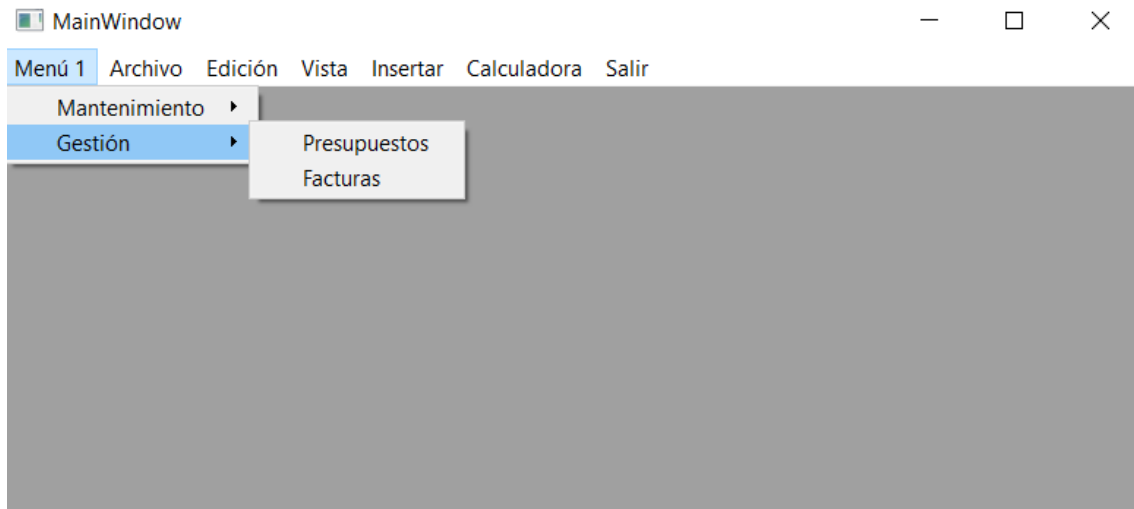 MainWindow
Menú 1 Archivo Edición Vista Insertar Calculadora Salir
Mantenimiento
Gestión
Presupuestos
Facturas